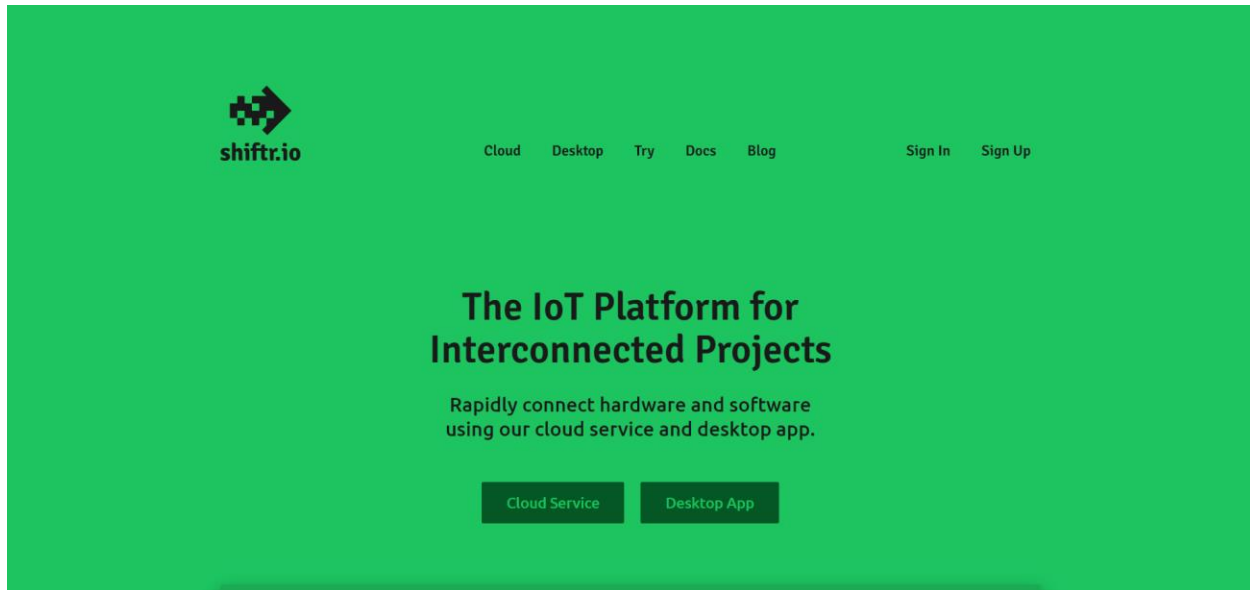 shiftr.io
Cloud Desktop Try Docs Blog Sign In Sign Up
The IoT Platform for
Interconnected Projects
Rapidly connect hardware and software
using our cloud service and desktop app.
Cloud Service Desktop App